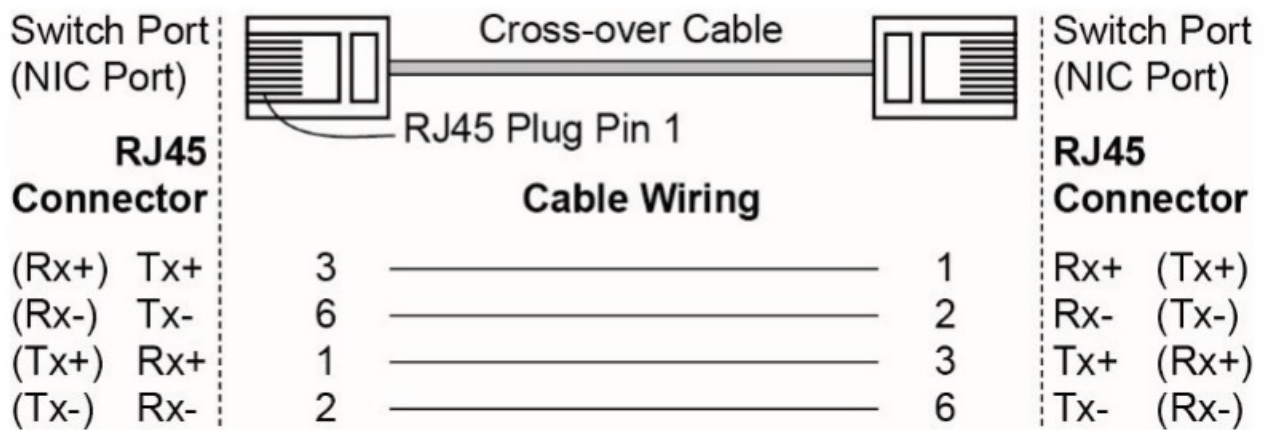 Switch Port
(NIC Port)
Cross-over Cable
Switch Port
(NIC Port)
RJ45 Plug Pin 1
RJ45
Connector
Cable Wiring
RJ45
Connector
(Rx+) Tx+ 3 1 Rx+ (Tx+)
(Rx-) Tx- 6 2 Rx- (Tx-)
(Tx+) Rx+ 1 3 Tx+ (Rx+)
(Tx-) Rx- 2 6 Tx- (Rx-)